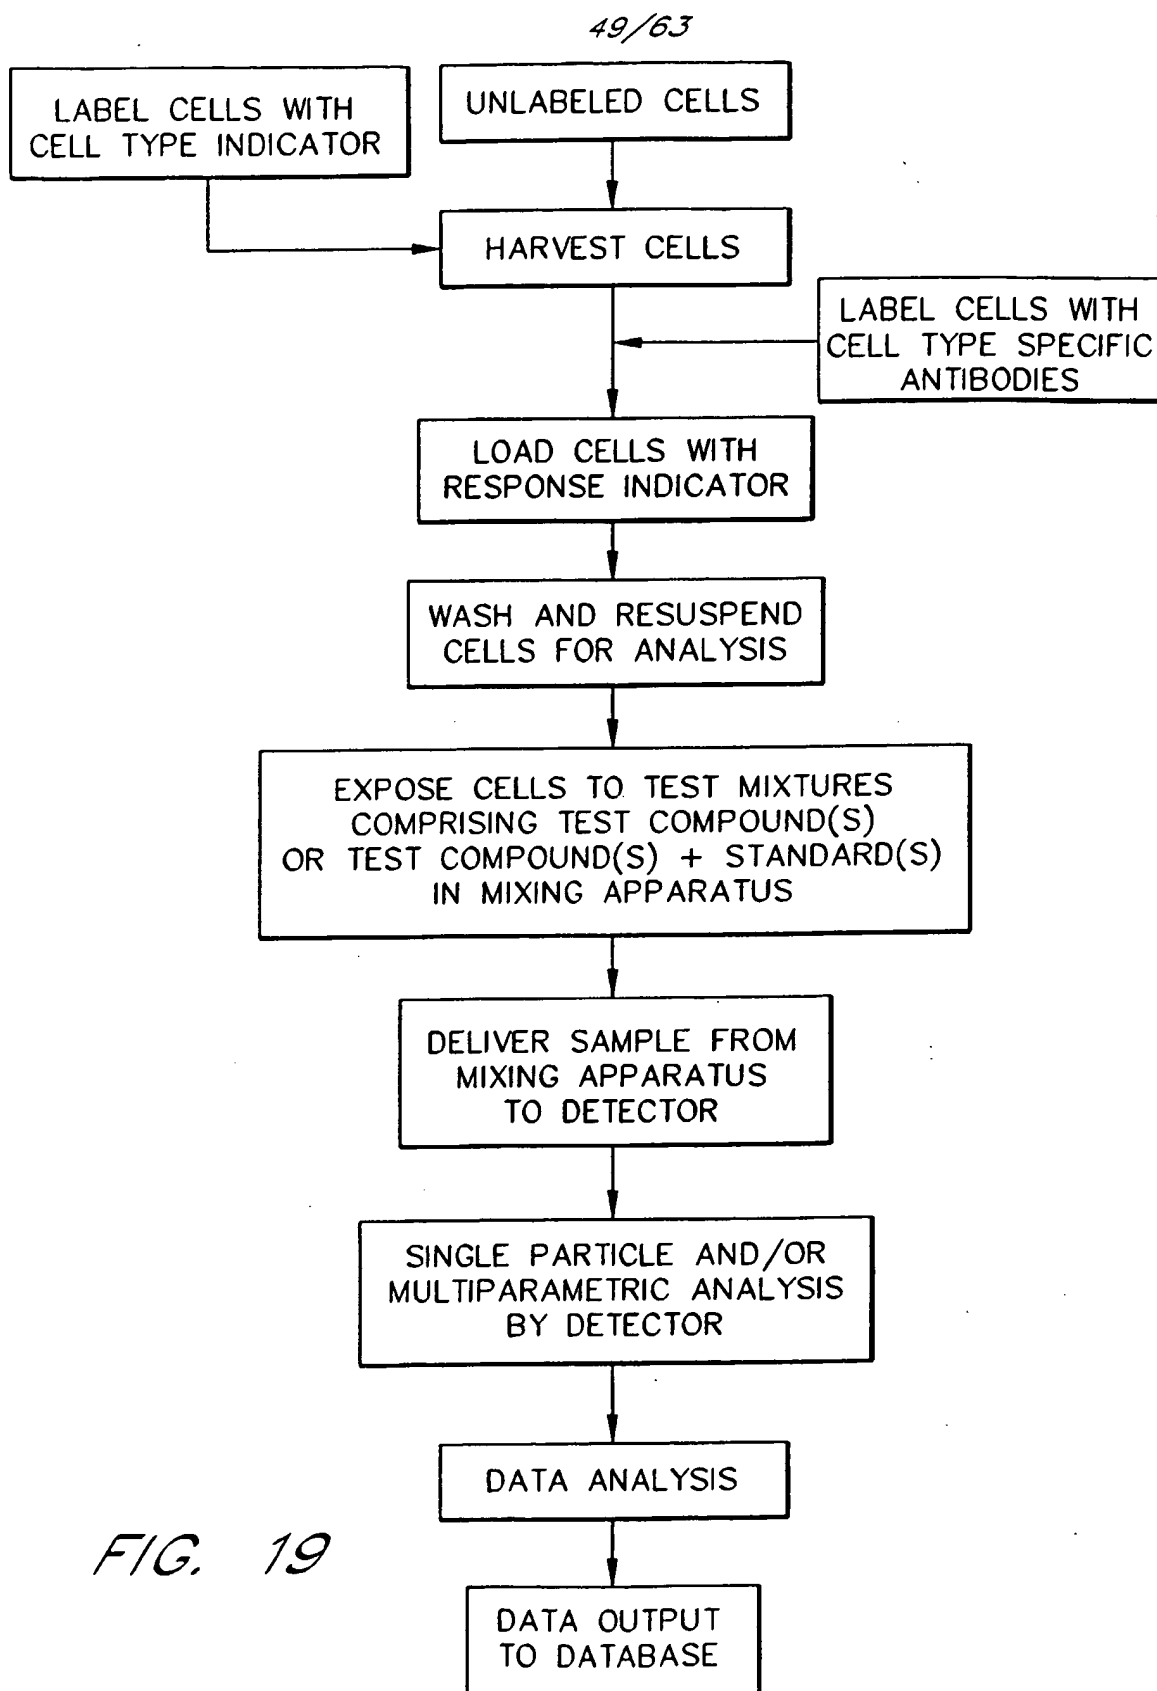 49/63
LABEL CELLS WITH
CELL TYPE INDICATOR
UNLABELED CELLS
HARVEST CELLS
LABEL CELLS WITH
CELL TYPE SPECIFIC
ANTIBODIES
LOAD CELLS WITH
RESPONSE INDICATOR
WASH AND RESUSPEND
CELLS FOR ANALYSIS
EXPOSE CELLS TO TEST MIXTURES
COMPRISING TEST COMPOUND(S)
OR TEST COMPOUND(S) + STANDARD(S)
IN MIXING APPARATUS
DELIVER SAMPLE FROM
MIXING APPARATUS
TO DETECTOR
SINGLE PARTICLE AND/OR
MULTIPARAMETRIC ANALYSIS
BY DETECTOR
DATA ANALYSIS
DATA OUTPUT
TO DATABASE
FIG. 19